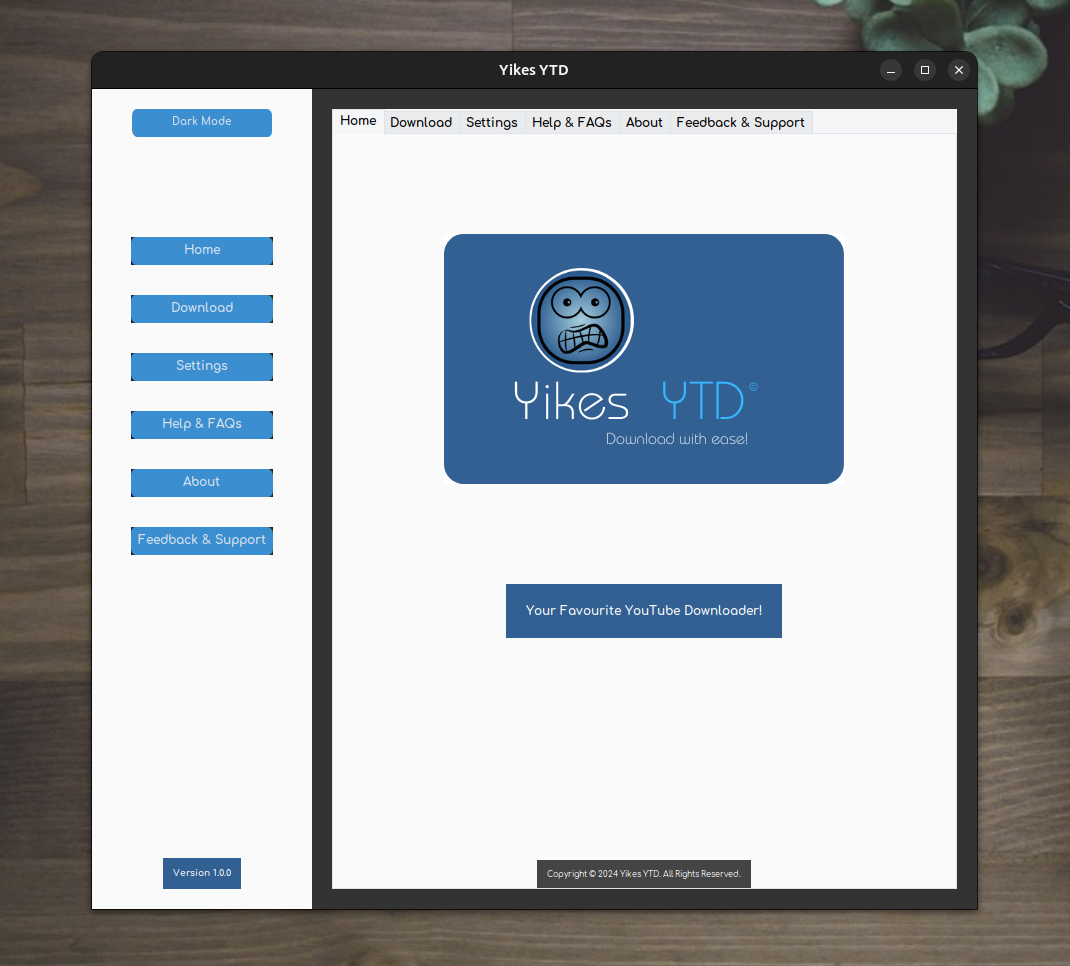 Yikes YTD
Dark Mode
Home
Download
Settings
Help & FAQs
About
Feedback & Support
Version 1.0.0
Home Download Settings Help & FAQs About Feedback & Support
Yikes YTD ©
Download with ease!
Your Favourite YouTube Downloader!
Copyright © 2024 Yikes YTD. All Rights Reserved.